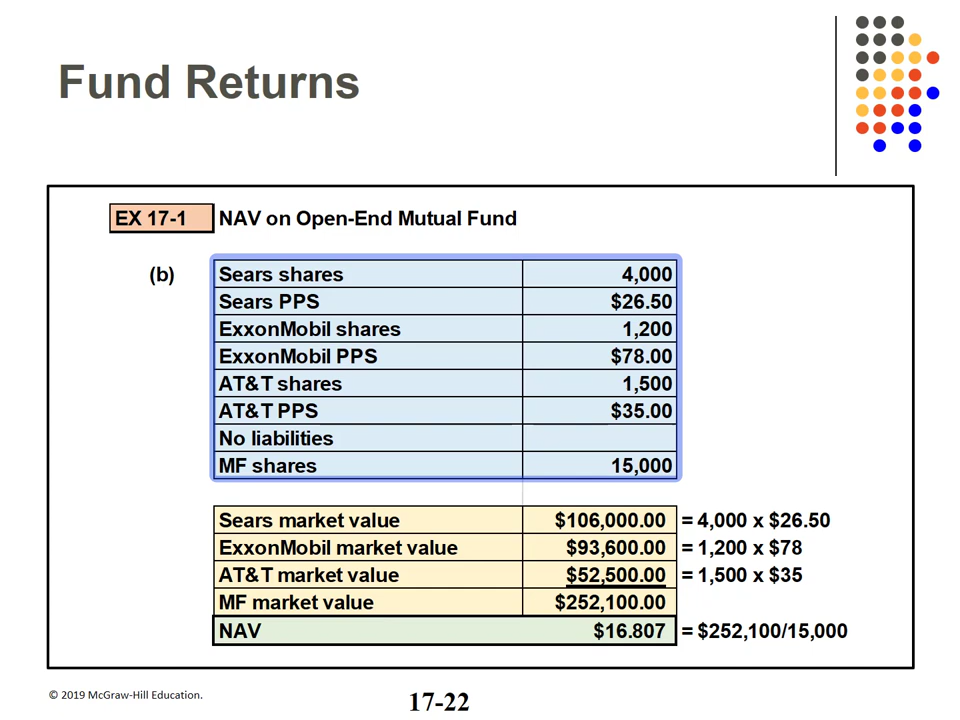 Fund Returns
EX 17-1 NAV on Open-End Mutual Fund
(b) Sears shares 4,000
Sears PPS $26.50
ExxonMobil shares 1,200
ExxonMobil PPS $78.00
AT&T shares 1,500
AT&T PPS $35.00
No liabilities
MF shares 15,000
Sears market value $106,000.00 = 4,000 x $26.50
ExxonMobil market value $93,600.00 = 1,200 x $78
AT&T market value $52,500.00 = 1,500 x $35
MF market value $252,100.00
NAV $16.807 = $252,100/15,000
© 2019 McGraw-Hill Education.
17-22